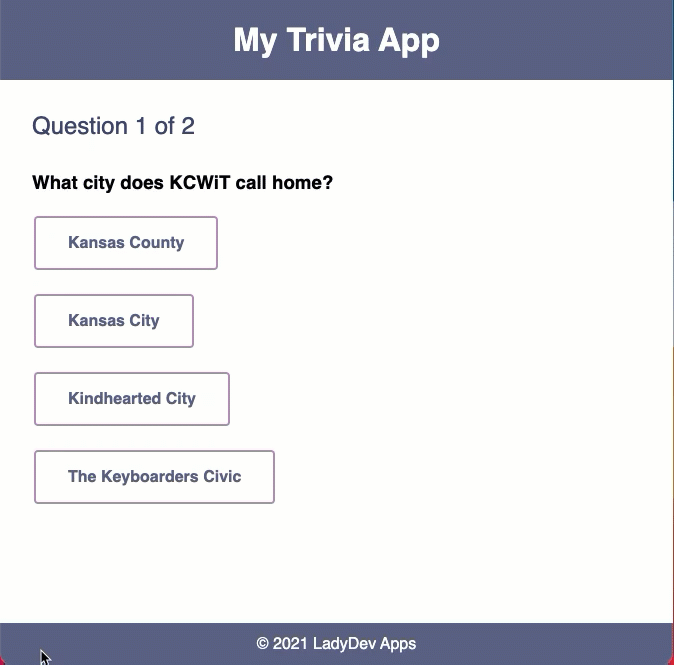 My Trivia App
Question 1 of 2
What city does KCWiT call home?
Kansas County
Kansas City
Kindhearted City
The Keyboarders Civic
© 2021 LadyDev Apps